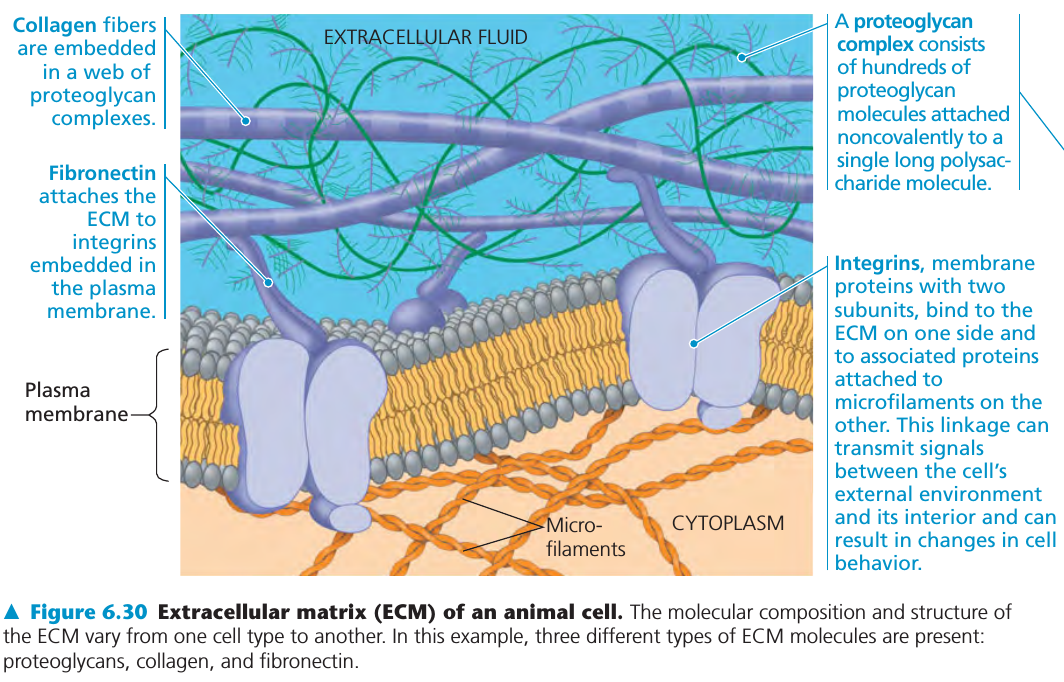 Collagen fibers
are embedded
in a web of
proteoglycan
complexes.
EXTRACELLULAR FLUID
A proteoglycan
complex consists
of hundreds of
proteoglycan
molecules attached
noncovalently to a
single long polysac-
charide molecule.
Fibronectin
attaches the
ECM to
integrins
embedded in
the plasma
membrane.
Integrins, membrane
proteins with two
subunits, bind to the
ECM on one side and
to associated proteins
attached to
microfilaments on the
other. This linkage can
transmit signals
between the cell’s
external environment
and its interior and can
result in changes in cell
behavior.
Plasma
membrane
Micro-
filaments
CYTOPLASM
▲ Figure 6.30 Extracellular matrix (ECM) of an animal cell. The molecular composition and structure of
the ECM vary from one cell type to another. In this example, three different types of ECM molecules are present:
proteoglycans, collagen, and fibronectin.